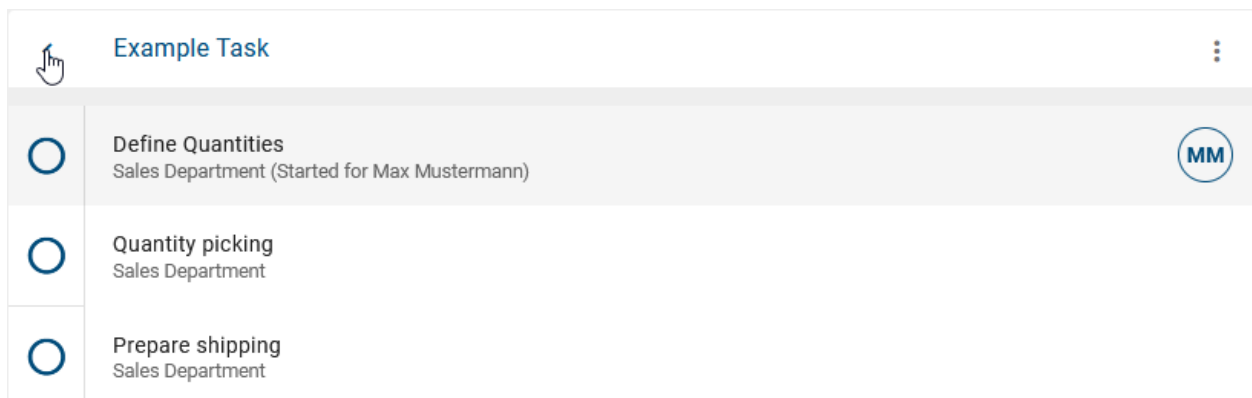 Example Task
Define Quantities
Sales Department (Started for Max Mustermann)
MM
Quantity picking
Sales Department
Prepare shipping
Sales Department